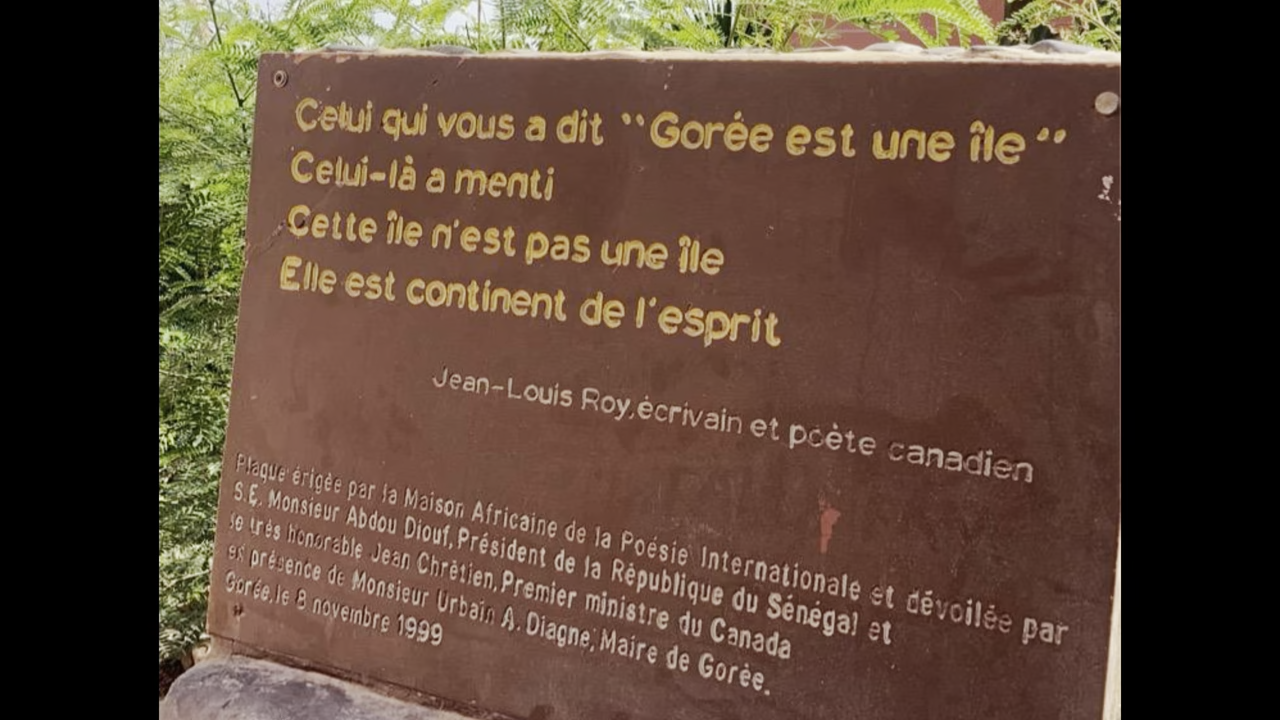 Celui qui vous a dit "Gorée est une île"
Celui-là a menti
Cette île n'est pas une île
Elle est continent de l'esprit
Jean-Louis Roy, écrivain et poète canadien
Plaque érigée par la Maison Africaine de la Poésie Internationale et dévoilée par
S.E. Monsieur Abdou Diouf, Président de la République du Sénégal et
le très honorable Jean Chrètien, Premier ministre du Canada
en présence de Monsieur Urbain A. Diagne, Maire de Gorée.
Gorée, le 8 novembre 1999